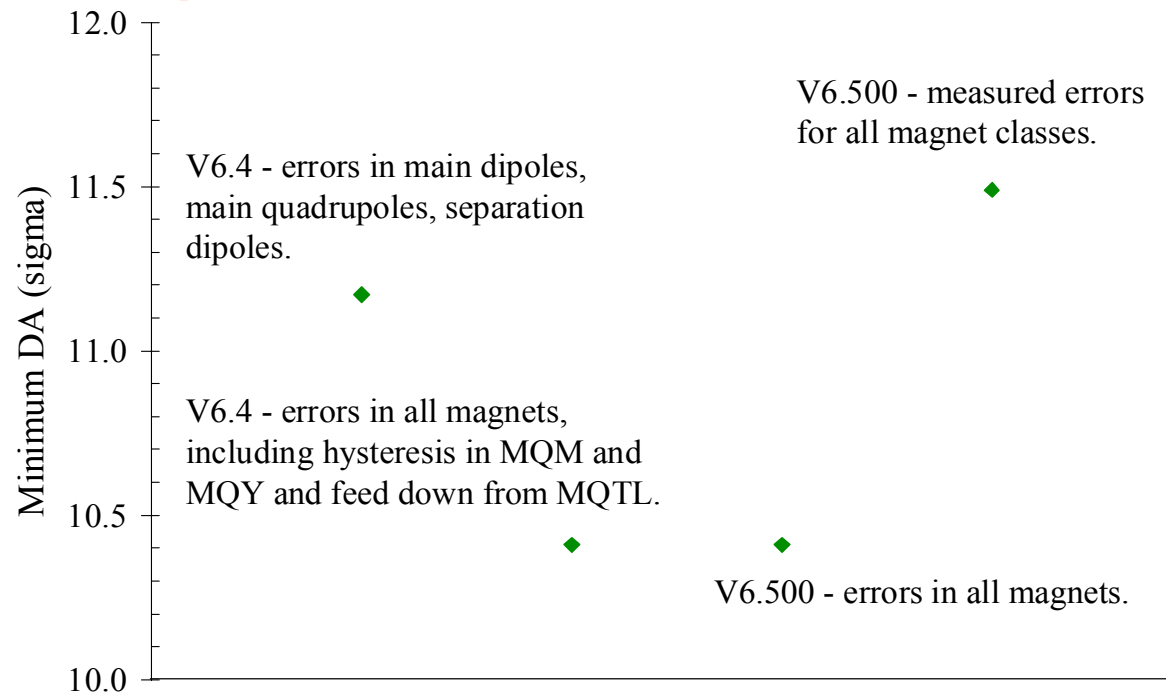 12.0
V6.500 - measured errors
for all magnet classes.
V6.4 - errors in main dipoles,
main quadrupoles, separation
dipoles.
11.5
Minimum DA (sigma)
11.0
V6.4 - errors in all magnets,
including hysteresis in MQM and
MQY and feed down from MQTL.
10.5
V6.500 - errors in all magnets.
10.0